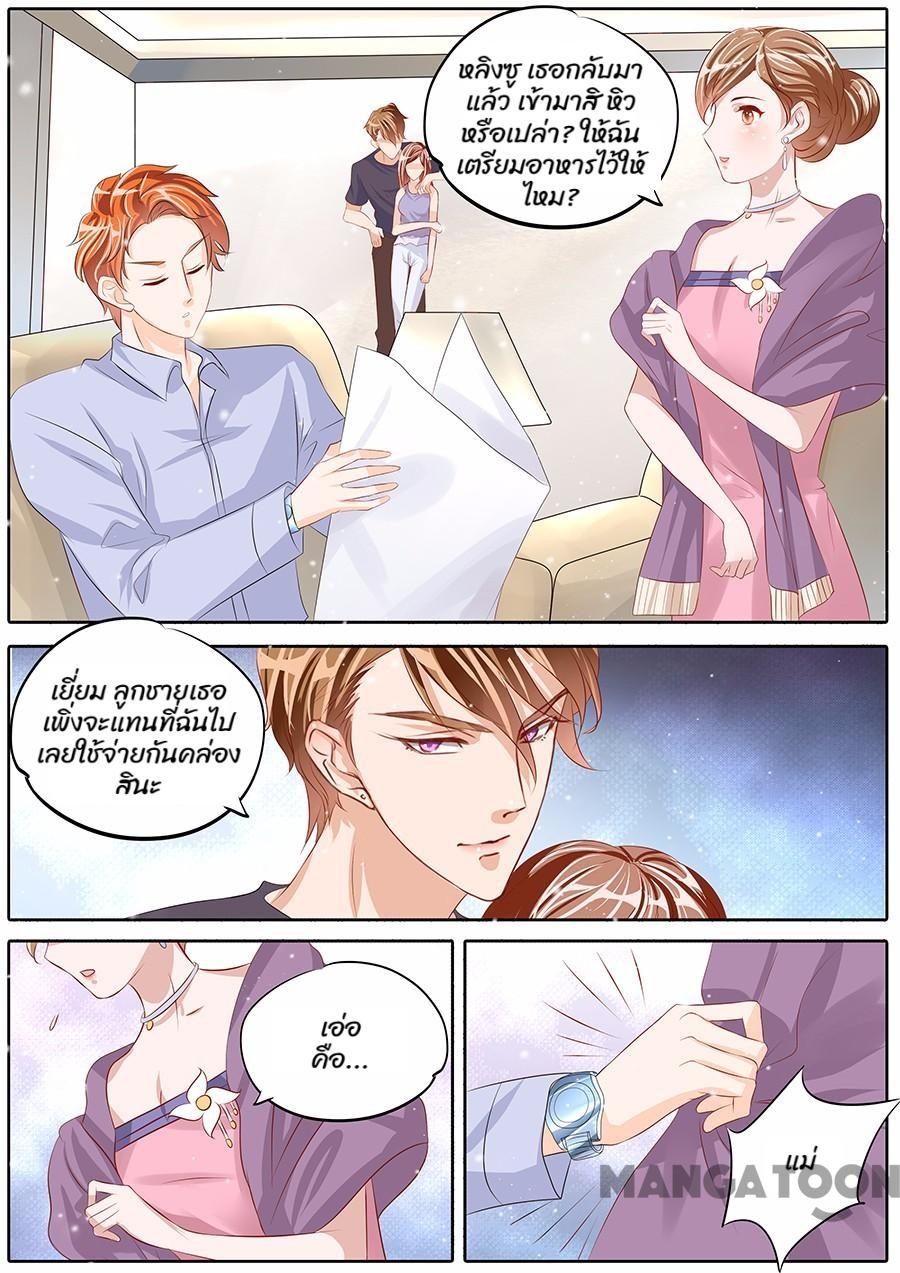 หลิงซู เธอกลับมา
แล้ว เข้ามาสิ หิว
หรือเปล่า? ให้ฉัน
เตรียมอาหารไว้ให้
ไหม?
เยี่ยม ลูกชายเธอ
เพิ่งจะแทนที่ฉันไป
เลยใช้จ่ายกันคล่อง
สินะ
เอ่อ
คือ...
แม่
MANGATOON